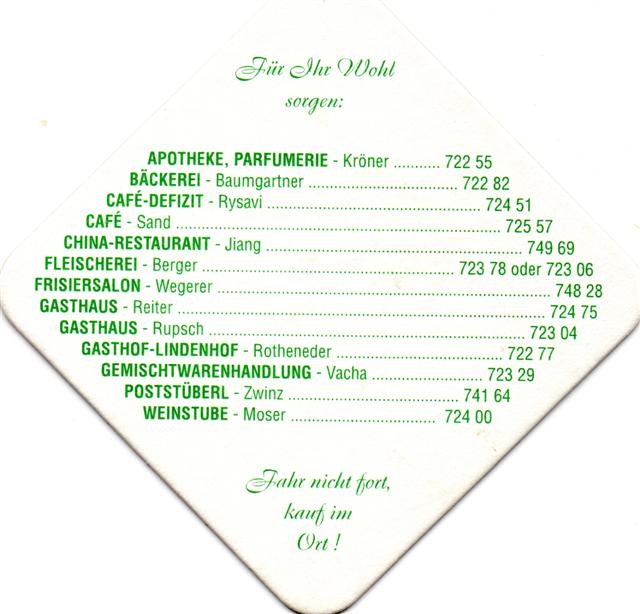 Für Ihr Wohl
sorgen:
APOTHEKE, PARFUMERIE - Kröner ........... 722 55
BÄCKEREI - Baumgartner ................................... 722 82
CAFÉ-DEFIZIT - Rysavi .................................................. 724 51
CAFÉ - Sand ............................................................................ 725 57
CHINA-RESTAURANT - Jiang ............................................................ 749 69
FLEISCHEREI - Berger .......................................................... 723 78 oder 723 06
FRISIERSALON - Wegerer .............................................................................. 748 28
GASTHAUS - Reiter ...................................................................................... 724 75
GASTHAUS - Rupsch .......................................................................... 723 04
GASTHOF-LINDENHOF - Rotheneder ....................................... 722 77
GEMISCHTWARENHANDLUNG - Vacha .......................... 723 29
POSTSTÜBERL - Zwinz ......................................... 741 64
WEINSTUBE - Moser .................................. 724 00
Fahr nicht fort,
kauf im
Ort !